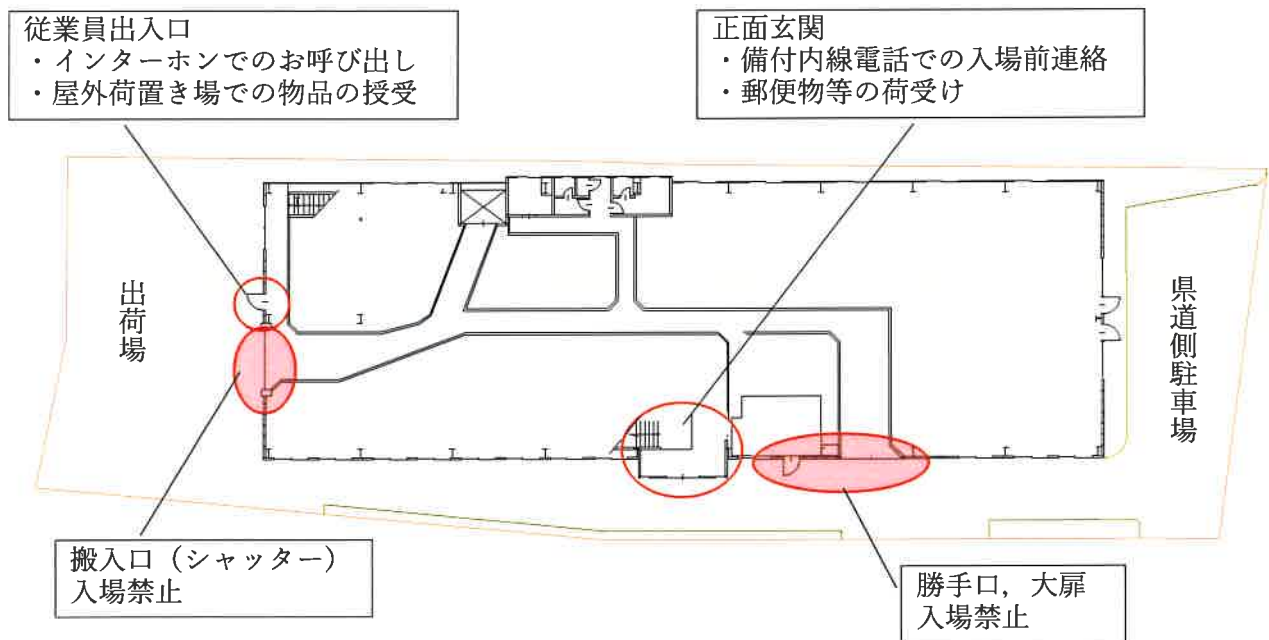 従業員出入口
・インターホンでのお呼び出し
・屋外荷置き場での物品の授受
正面玄関
・備付内線電話での入場前連絡
・郵便物等の荷受け
出荷場
県道側駐車場
搬入口（シャッター）
入場禁止
勝手口，大扉
入場禁止